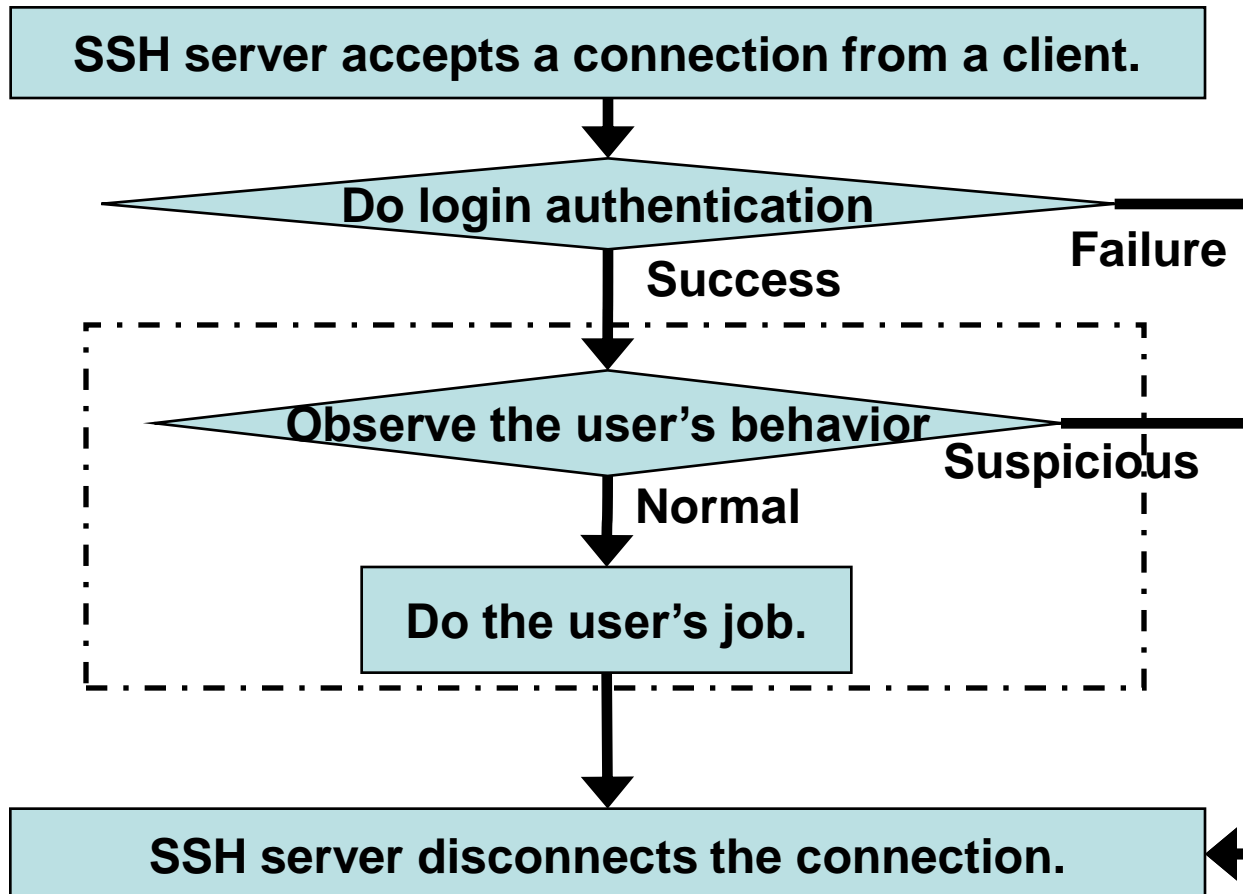 SSH server accepts a connection from a client.
Do login authentication
Failure
Success
Observe the user’s behavior
Suspicious
Normal
Do the user’s job.
SSH server disconnects the connection.